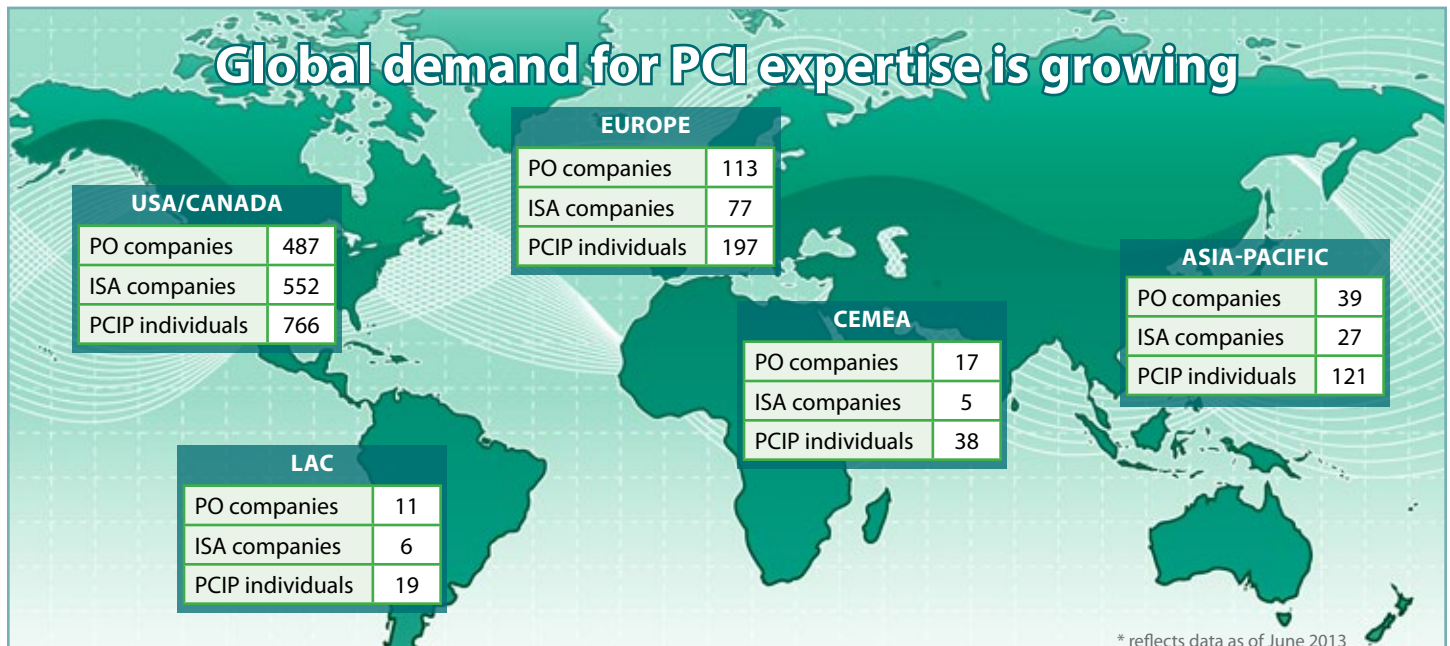 Global demand for PCI expertise is growing
EUROPE
PO companies 113
ISA companies 77
PCIP individuals 197
USA/CANADA
PO companies 487
ISA companies 552
PCIP individuals 766
ASIA-PACIFIC
PO companies 39
ISA companies 27
PCIP individuals 121
CEMEA
PO companies 17
ISA companies 5
PCIP individuals 38
LAC
PO companies 11
ISA companies 6
PCIP individuals 19
* reflects data as of June 2013